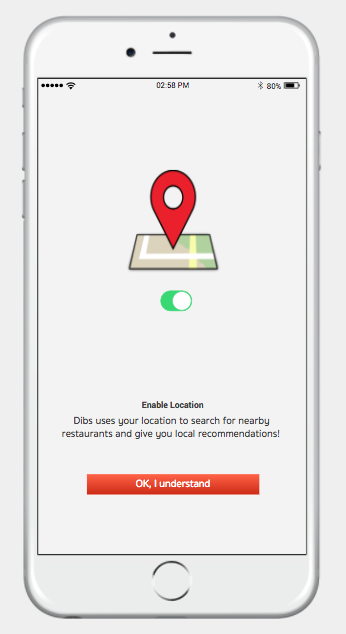 02:58 PM 80%
Enable Location
Dibs uses your location to search for nearby
restaurants and give you local recommendations!
OK, I understand